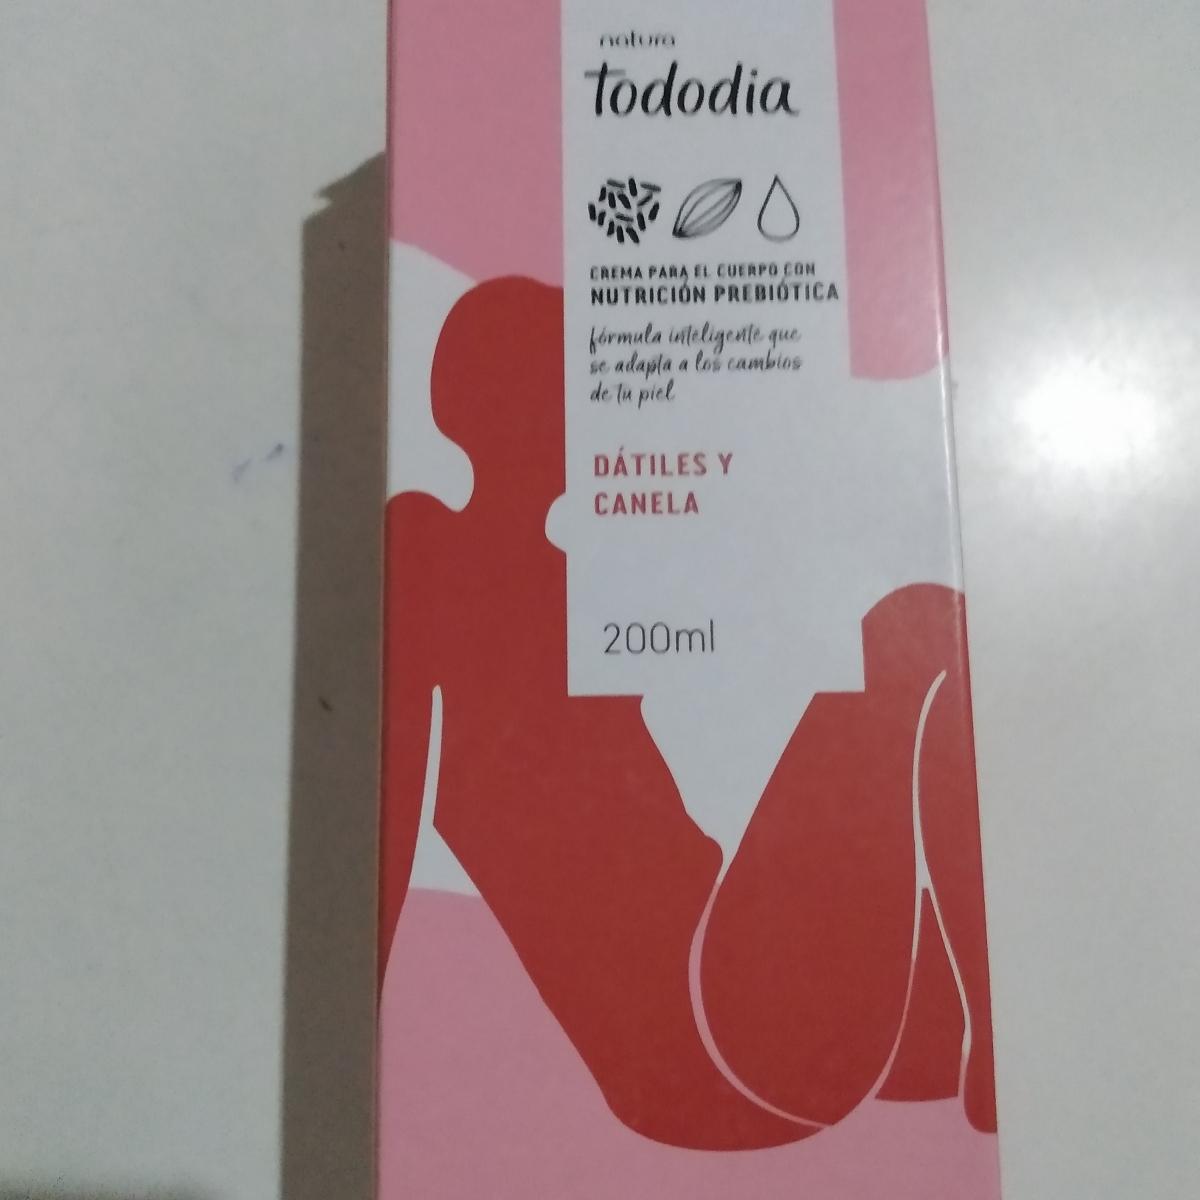 natura
Tododia
CREMA PARA EL CUERPO CON
NUTRICIÓN PREBIÓTICA
fórmula inteligente que
se adapta a los cambios
de tu piel
DÁTILES Y
CANELA
200ml